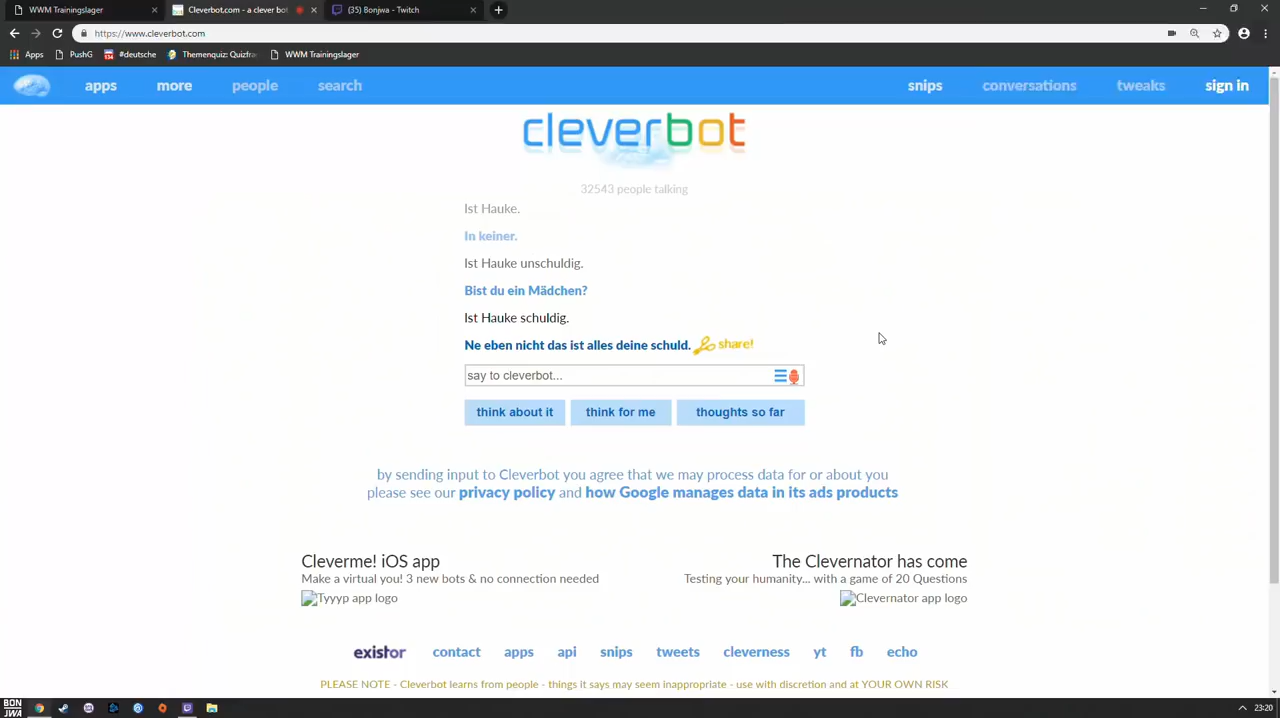 WWM Trainingslager
Cleverbot.com - a clever bot
(35) Bonjwa - Twitch
https://www.cleverbot.com
Apps
PushG
#deutsche
Themenquiz: Quizfra
WWM Trainingslager
apps
more
people
search
snips
conversations
tweaks
sign in
cleverbot
32543 people talking
Ist Hauke.
In keiner.
Ist Hauke unschuldig.
Bist du ein Mädchen?
Ist Hauke schuldig.
Ne eben nicht das ist alles deine schuld.
share!
say to cleverbot...
think about it
think for me
thoughts so far
by sending input to Cleverbot you agree that we may process data for or about you
please see our privacy policy and how Google manages data in its ads products
Cleverme! iOS app
Make a virtual you! 3 new bots & no connection needed
Tyyyp app logo
The Clevernator has come
Testing your humanity... with a game of 20 Questions
Clevernator app logo
existor
contact
apps
api
snips
tweets
cleverness
yt
fb
echo
PLEASE NOTE - Cleverbot learns from people - things it says may seem inappropriate - use with discretion and at YOUR OWN RISK
BON
JWA
23:20